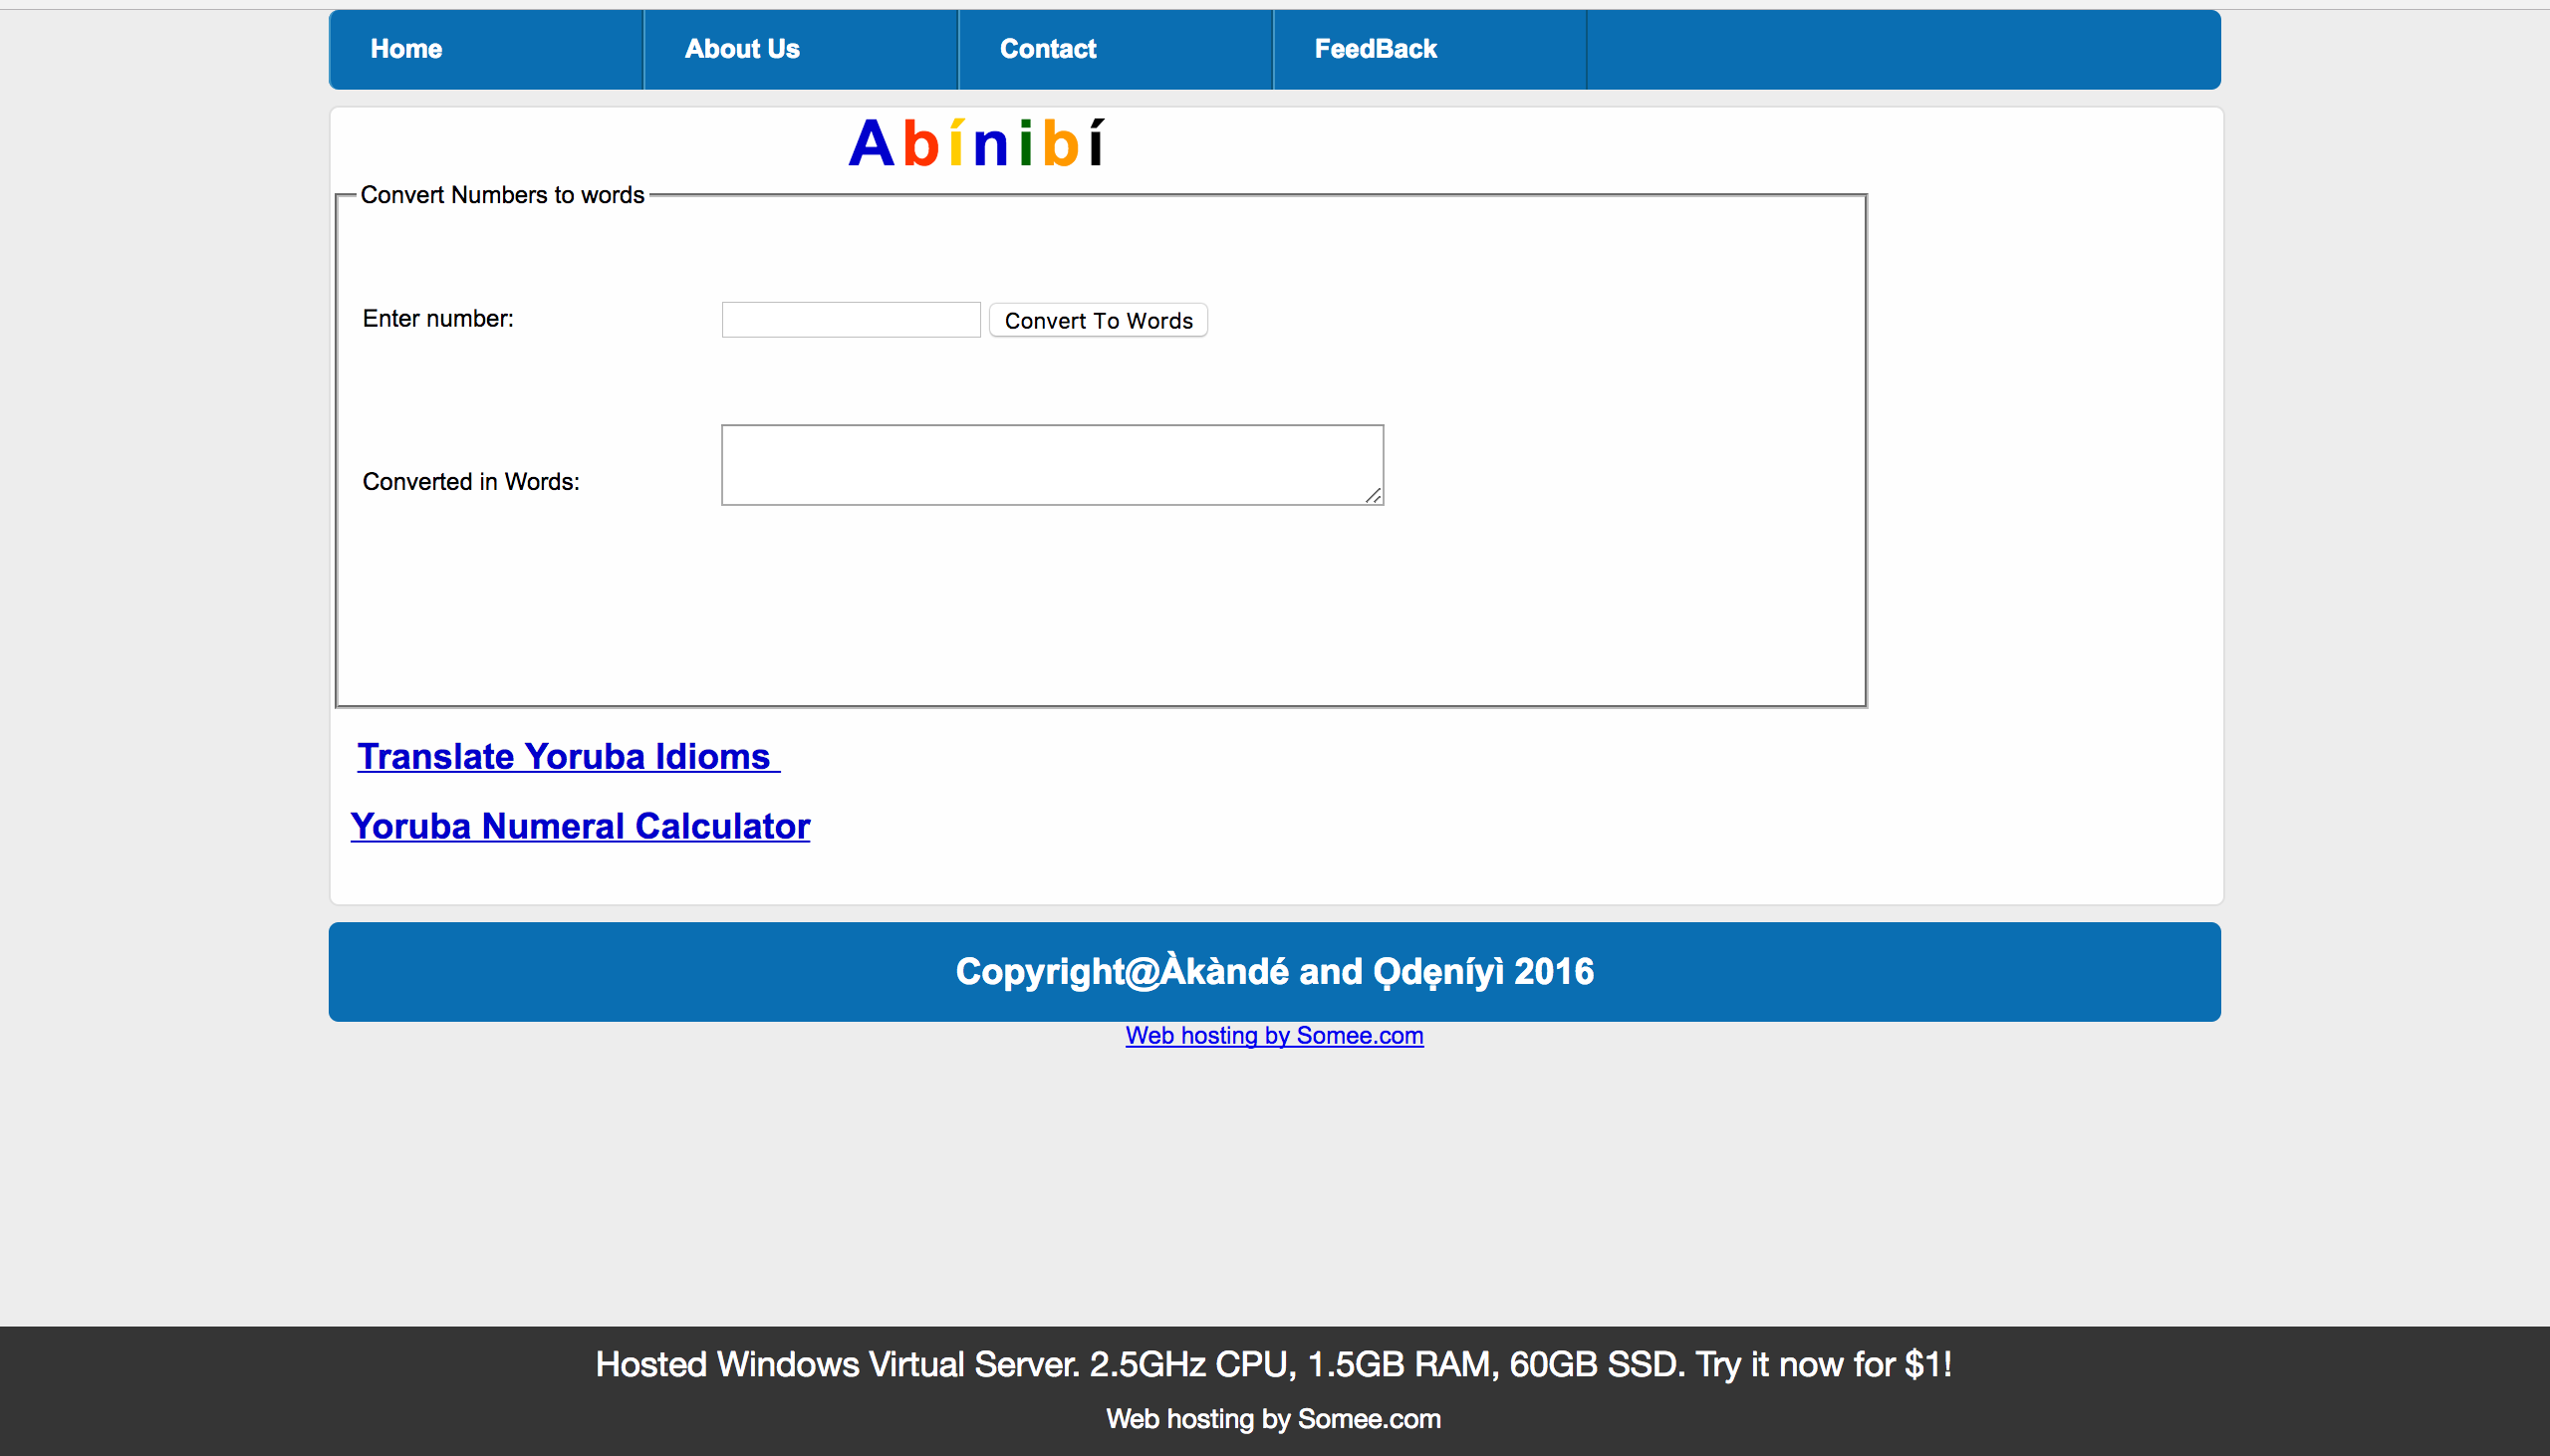 Home About Us Contact FeedBack
Abínibí
Convert Numbers to words
Enter number: Convert To Words
Converted in Words:
Translate Yoruba Idioms
Yoruba Numeral Calculator
Copyright@Àkàndé and Ọdẹníyì 2016
Web hosting by Somee.com
Hosted Windows Virtual Server. 2.5GHz CPU, 1.5GB RAM, 60GB SSD. Try it now for $1!
Web hosting by Somee.com